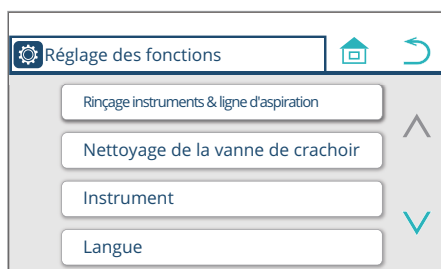 Réglage des fonctions
Rinçage instruments & ligne d'aspiration
Nettoyage de la vanne de crachoir
Instrument
Langue